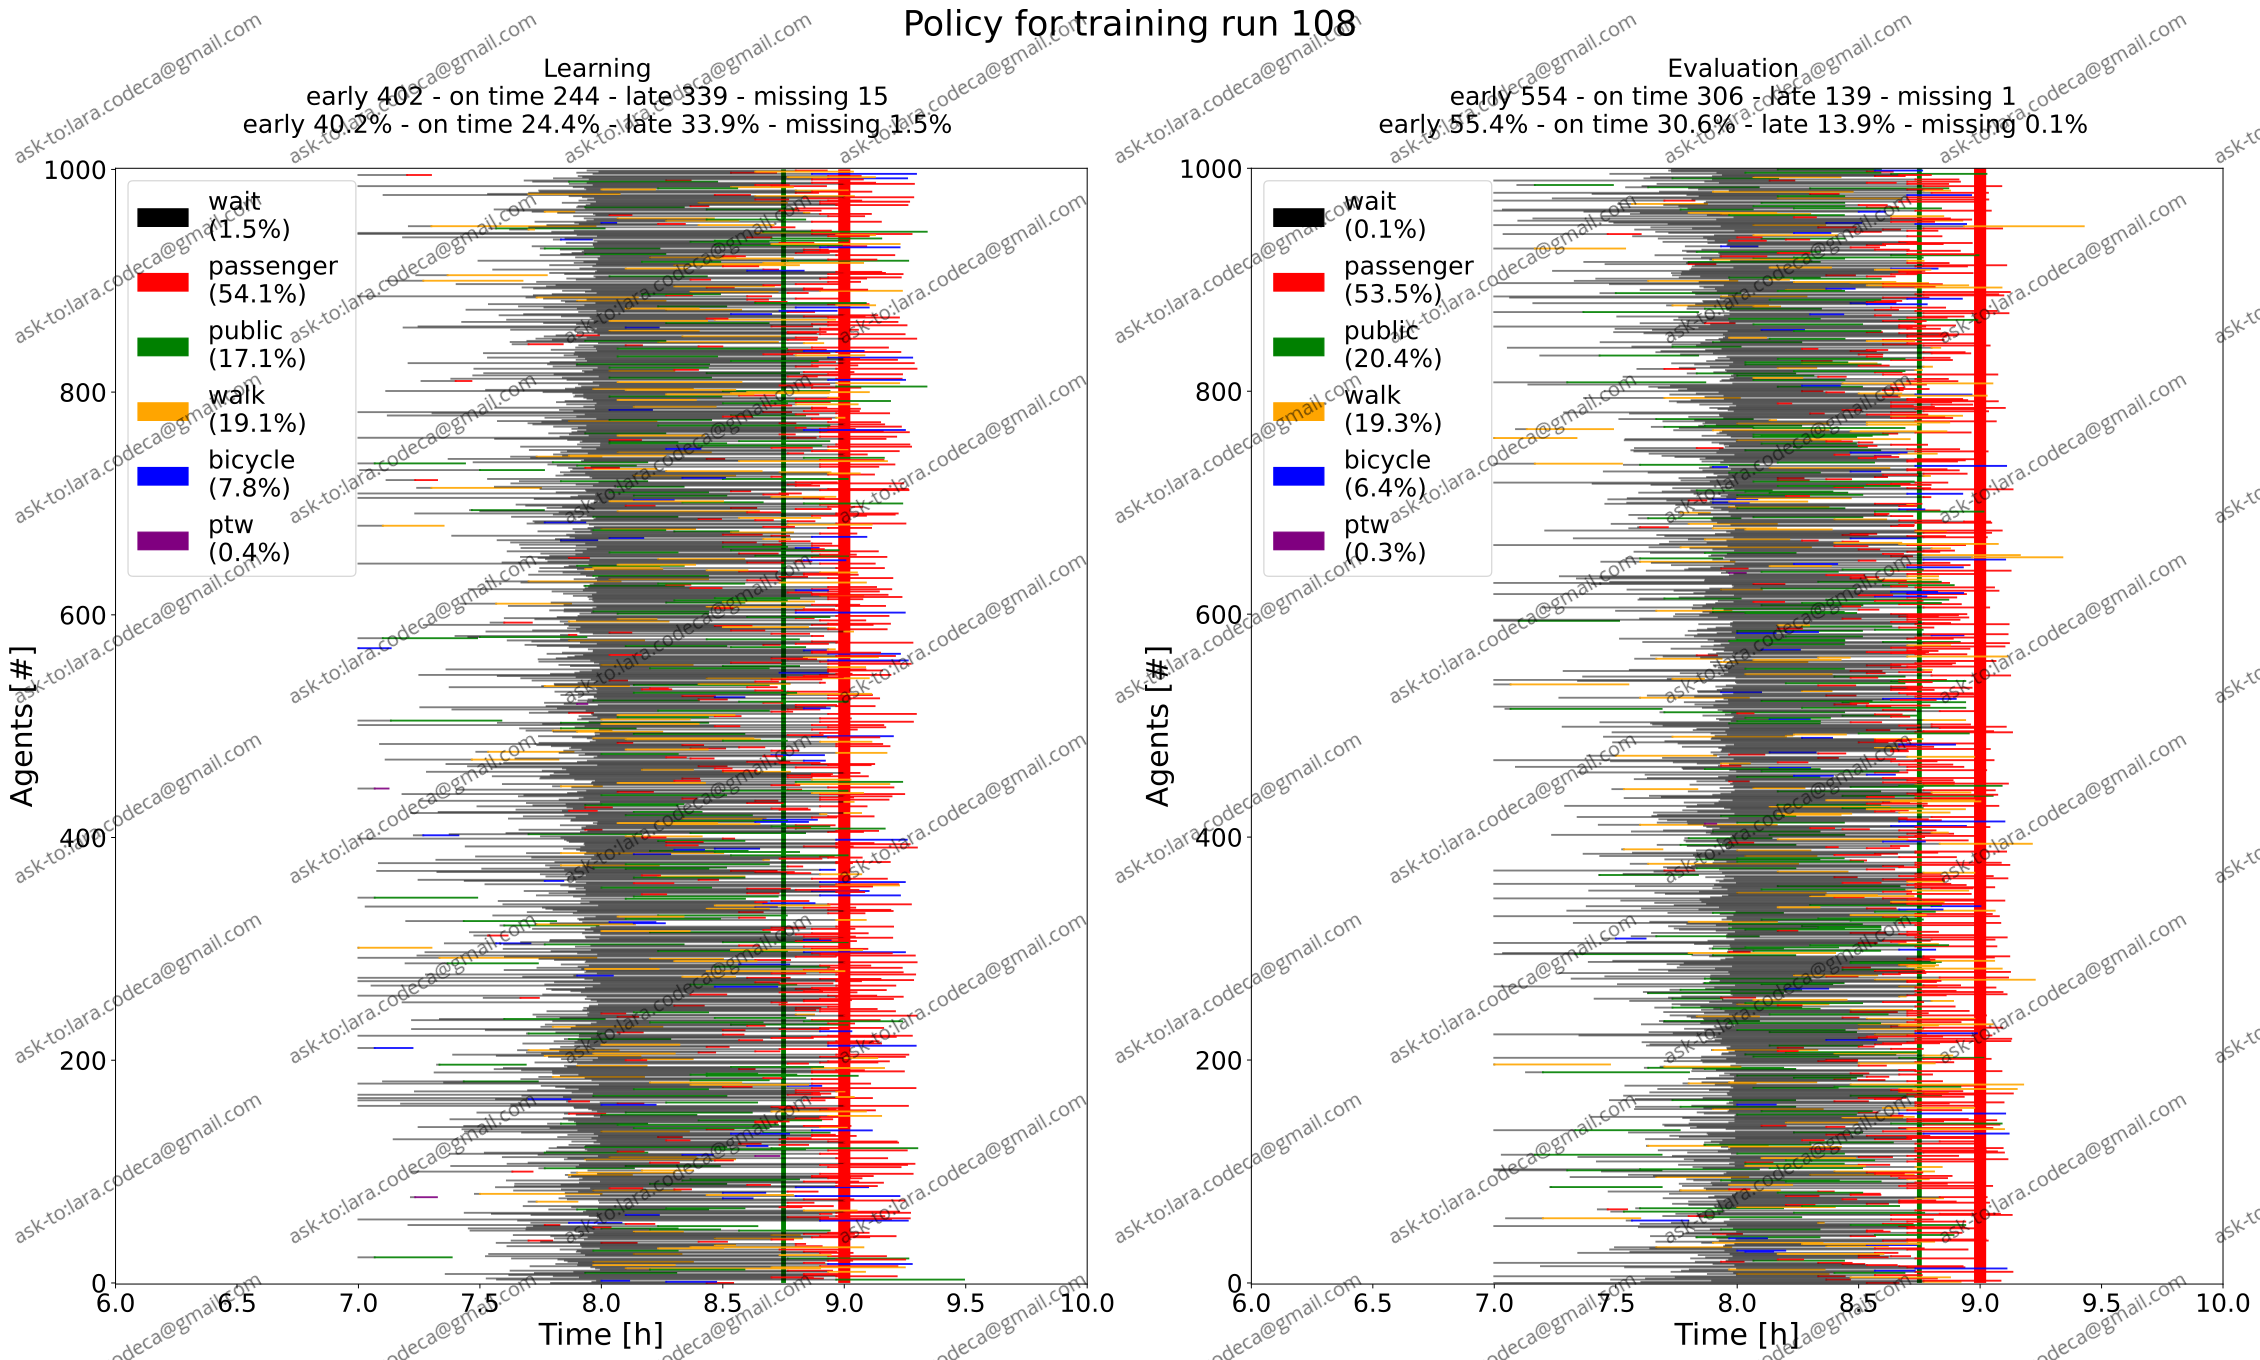 Policy for training run 108
Learning
early 402 - on time 244 - late 339 - missing 15
early 40.2% - on time 24.4% - late 33.9% - missing 1.5%
Agents [#]
1000
800
600
400
200
0
wait
(1.5%)
passenger
(54.1%)
public
(17.1%)
walk
(19.1%)
bicycle
(7.8%)
ptw
(0.4%)
6.0 6.5 7.0 7.5 8.0 8.5 9.0 9.5 10.0
Time [h]
Evaluation
early 554 - on time 306 - late 139 - missing 1
early 55.4% - on time 30.6% - late 13.9% - missing 0.1%
Agents [#]
1000
800
600
400
200
0
wait
(0.1%)
passenger
(53.5%)
public
(20.4%)
walk
(19.3%)
bicycle
(6.4%)
ptw
(0.3%)
6.0 6.5 7.0 7.5 8.0 8.5 9.0 9.5 10.0
Time [h]
ask-to:lara.codeca@gmail.com